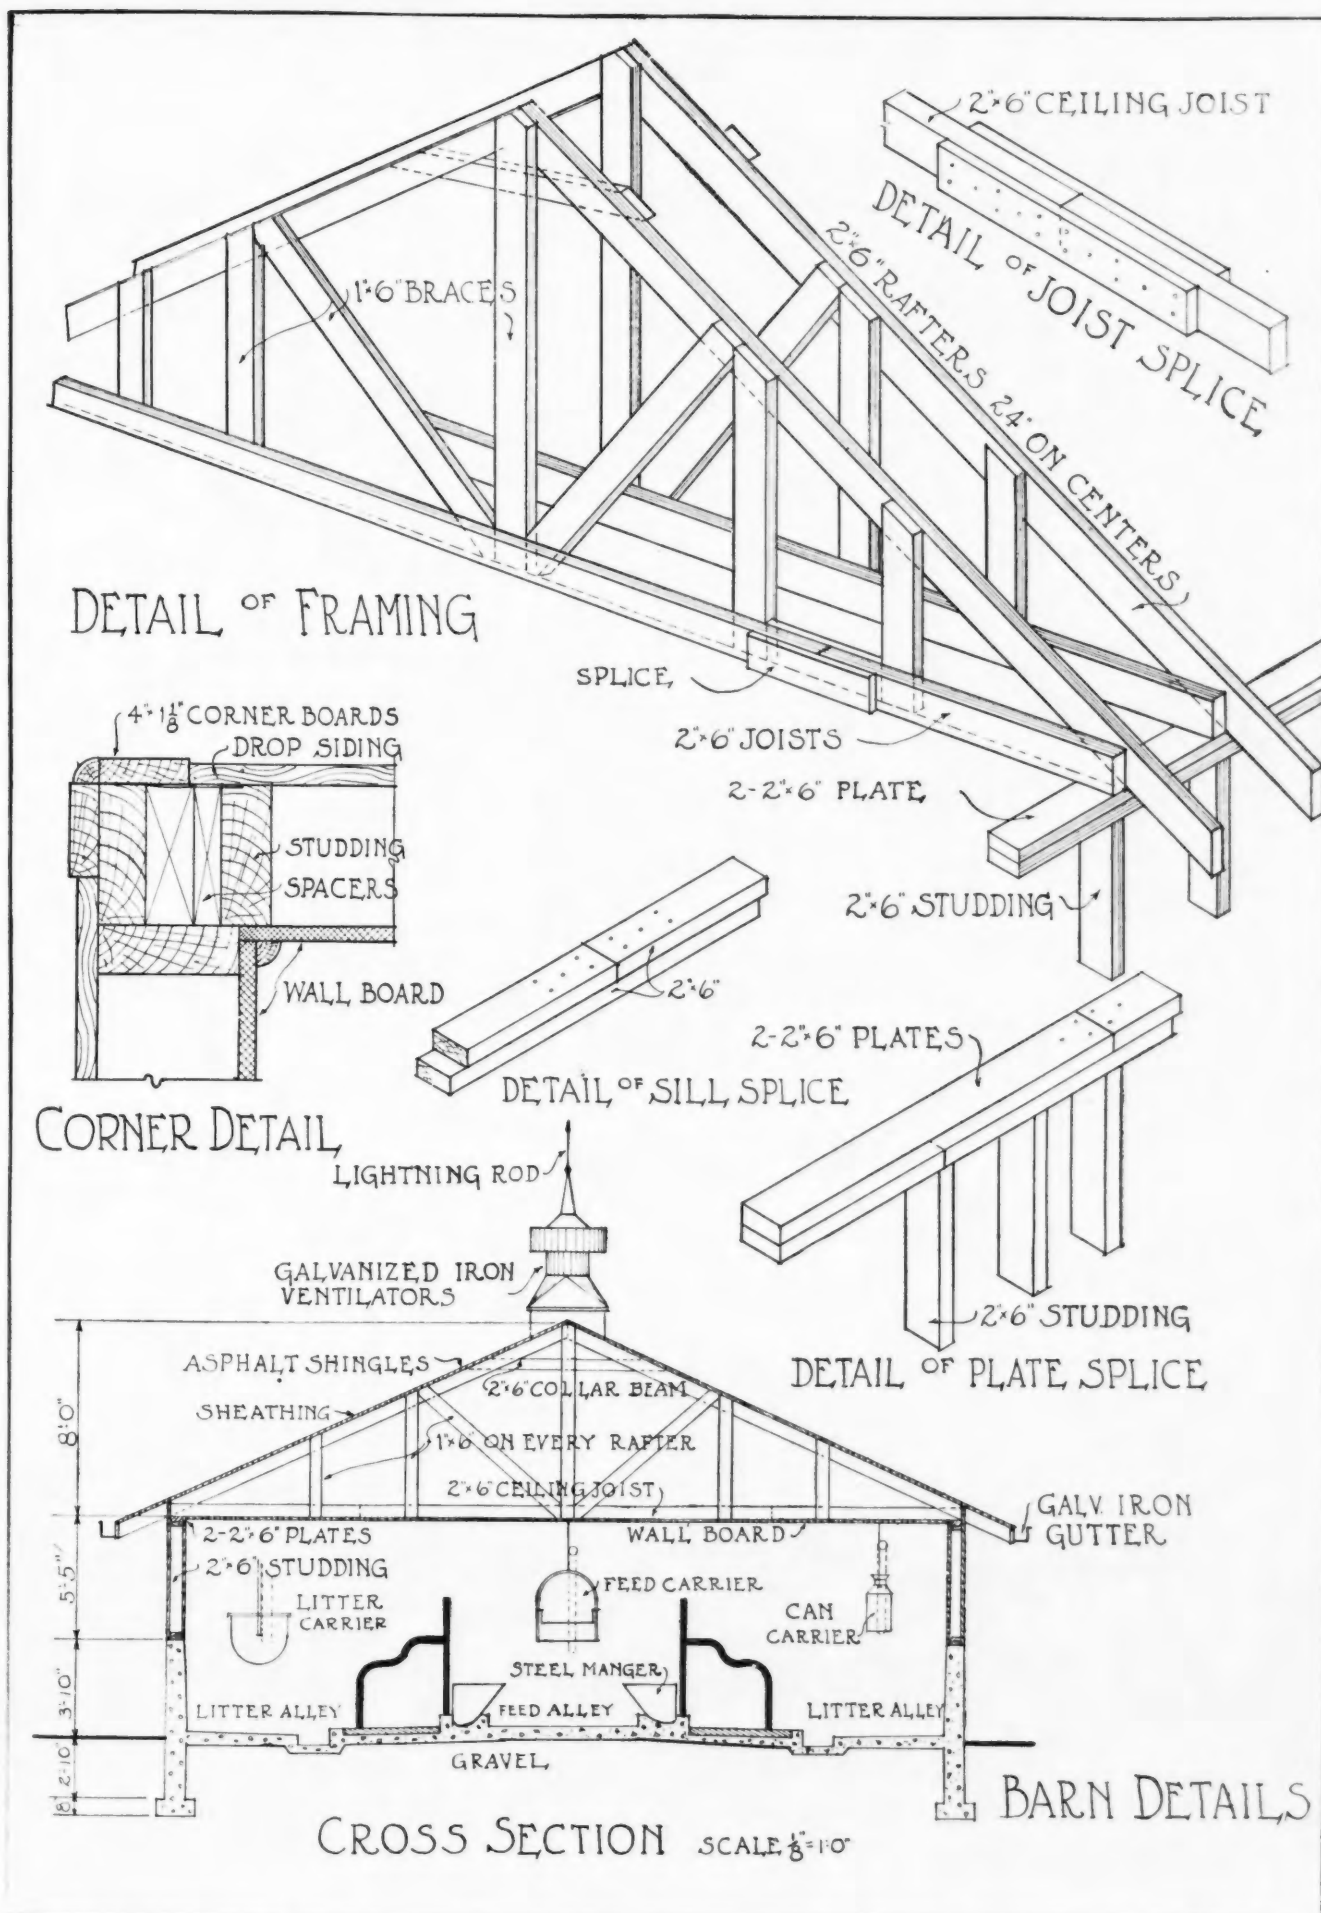 2"×6" CEILING JOIST
DETAIL OF JOIST SPLICE
2"×6" RAFTERS 24" ON CENTERS
1"×6" BRACES
DETAIL OF FRAMING
SPLICE
2"×6" JOISTS
2-2"×6" PLATE
2"×6" STUDDING
4"×1⅛" CORNER BOARDS
DROP SIDING
STUDDING
SPACERS
WALL BOARD
CORNER DETAIL
2"×6"
DETAIL OF SILL SPLICE
2-2"×6" PLATES
2"×6" STUDDING
DETAIL OF PLATE SPLICE
LIGHTNING ROD
GALVANIZED IRON
VENTILATORS
ASPHALT SHINGLES
2"×6" COLLAR BEAM
SHEATHING
1"×6" ON EVERY RAFTER
2"×6" CEILING JOIST
8'-0"
GALV. IRON
GUTTER
2-2"×6" PLATES
WALL BOARD
2"×6" STUDDING
5'-5"
LITTER
CARRIER
FEED CARRIER
CAN
CARRIER
STEEL MANGER
3'-10"
LITTER ALLEY
FEED ALLEY
LITTER ALLEY
GRAVEL
2'-10"
8"
CROSS SECTION SCALE ⅛"=1'-0"
BARN DETAILS